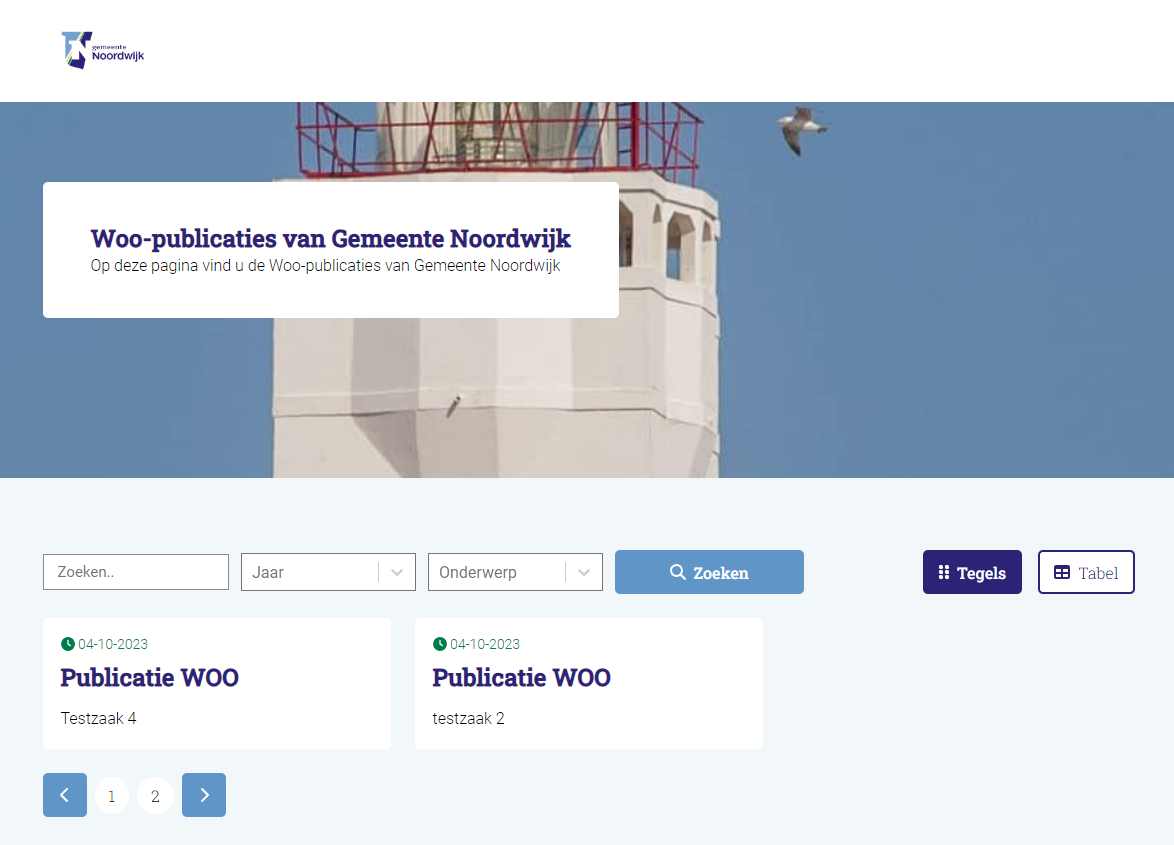 gemeente
Noordwijk
Woo-publicaties van Gemeente Noordwijk
Op deze pagina vind u de Woo-publicaties van Gemeente Noordwijk
Zoeken.. Jaar Onderwerp Zoeken Tegels Tabel
04-10-2023 04-10-2023
Publicatie WOO Publicatie WOO
Testzaak 4 testzaak 2
1 2